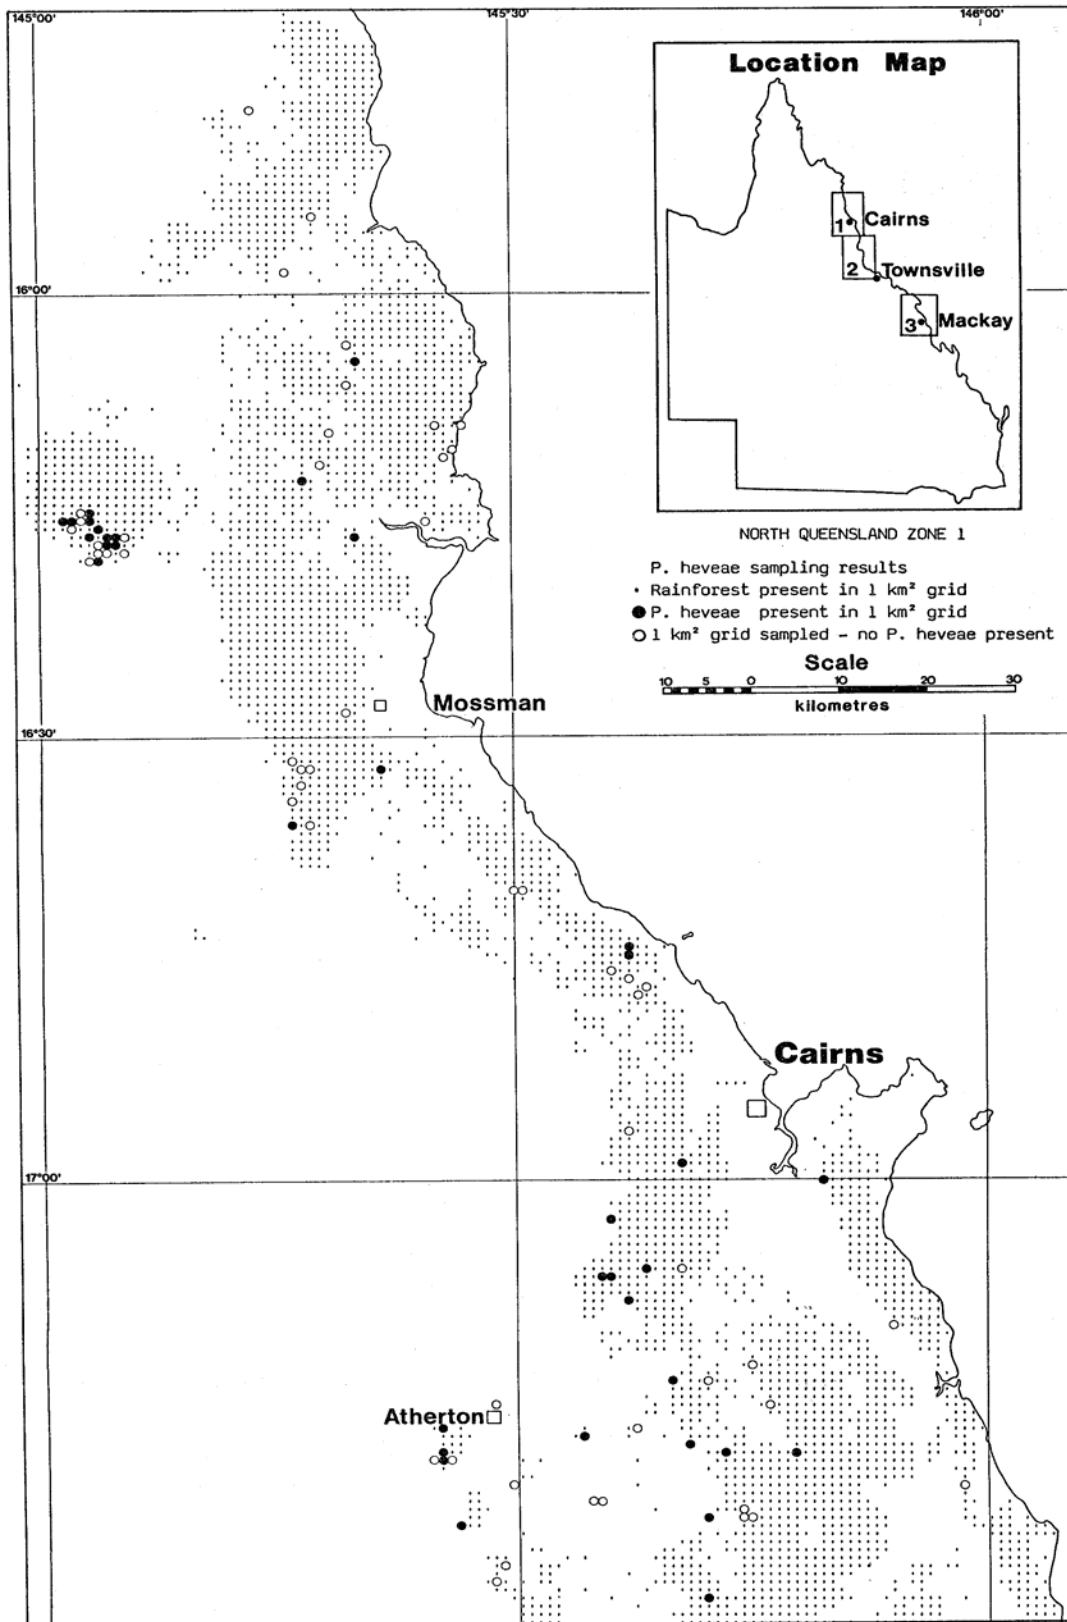 145°00'
145°30'
146°00'
Location Map
1
Cairns
2
Townsville
3
Mackay
16°00'
NORTH QUEENSLAND ZONE 1
P. heveae sampling results
Rainforest present in 1 km² grid
P. heveae present in 1 km² grid
1 km² grid sampled - no P. heveae present
Scale
10 5 0 10 20 30
kilometres
Mossman
16°30'
Cairns
17°00'
Atherton